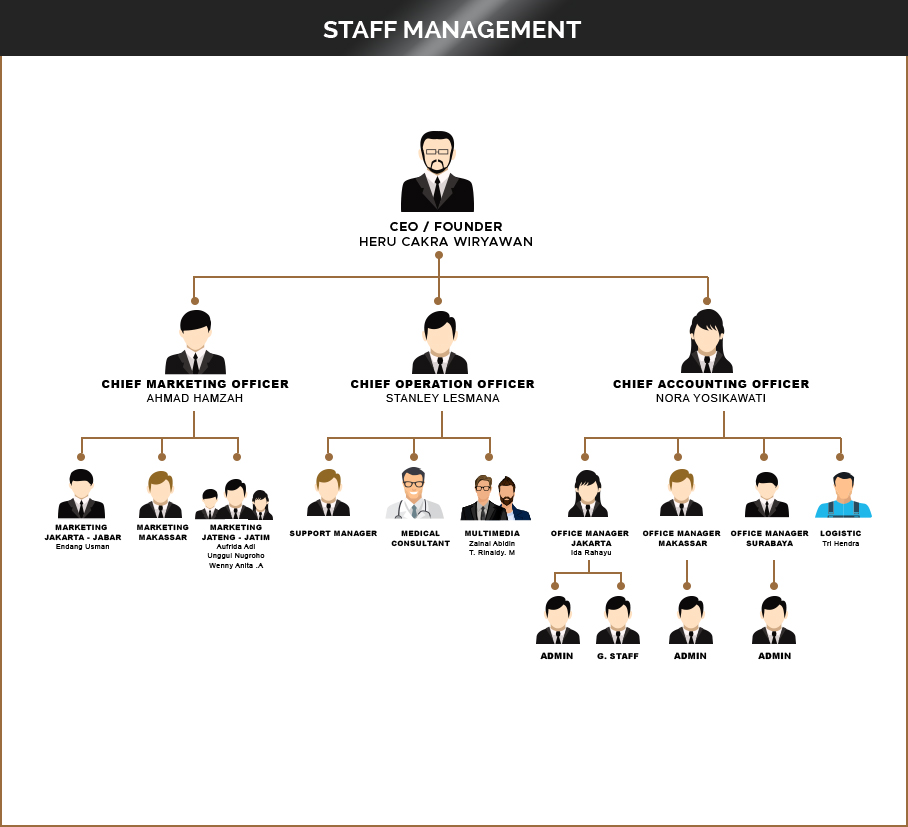 STAFF MANAGEMENT
CEO / FOUNDER
HERU CAKRA WIRYAWAN
CHIEF MARKETING OFFICER
AHMAD HAMZAH
CHIEF OPERATION OFFICER
STANLEY LESMANA
CHIEF ACCOUNTING OFFICER
NORA YOSIKAWATI
MARKETING
JAKARTA - JABAR
Endang Usman
MARKETING
MAKASSAR
MARKETING
JATENG - JATIM
Aufrida Adi
Unggul Nugroho
Wenny Anita .A
SUPPORT MANAGER
MEDICAL
CONSULTANT
MULTIMEDIA
Zainal Abidin
T. Rinaldy. M
OFFICE MANAGER
JAKARTA
Ida Rahayu
OFFICE MANAGER
MAKASSAR
OFFICE MANAGER
SURABAYA
LOGISTIC
Tri Hendra
ADMIN
G. STAFF
ADMIN
ADMIN